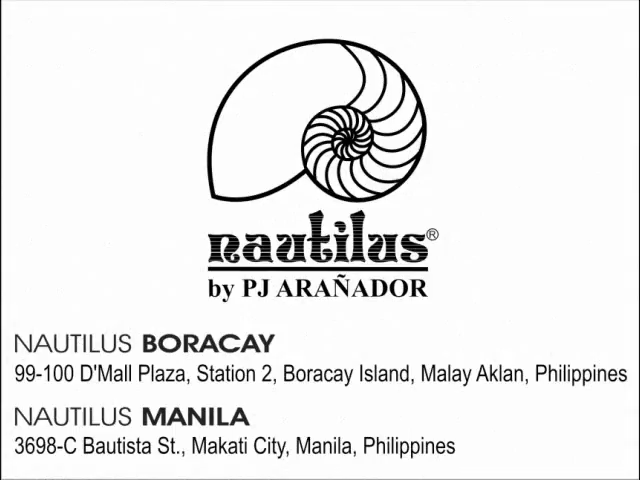 nautilus®
by PJ ARAÑADOR
NAUTILUS BORACAY
99-100 D'Mall Plaza, Station 2, Boracay Island, Malay Aklan, Philippines
NAUTILUS MANILA
3698-C Bautista St., Makati City, Manila, Philippines